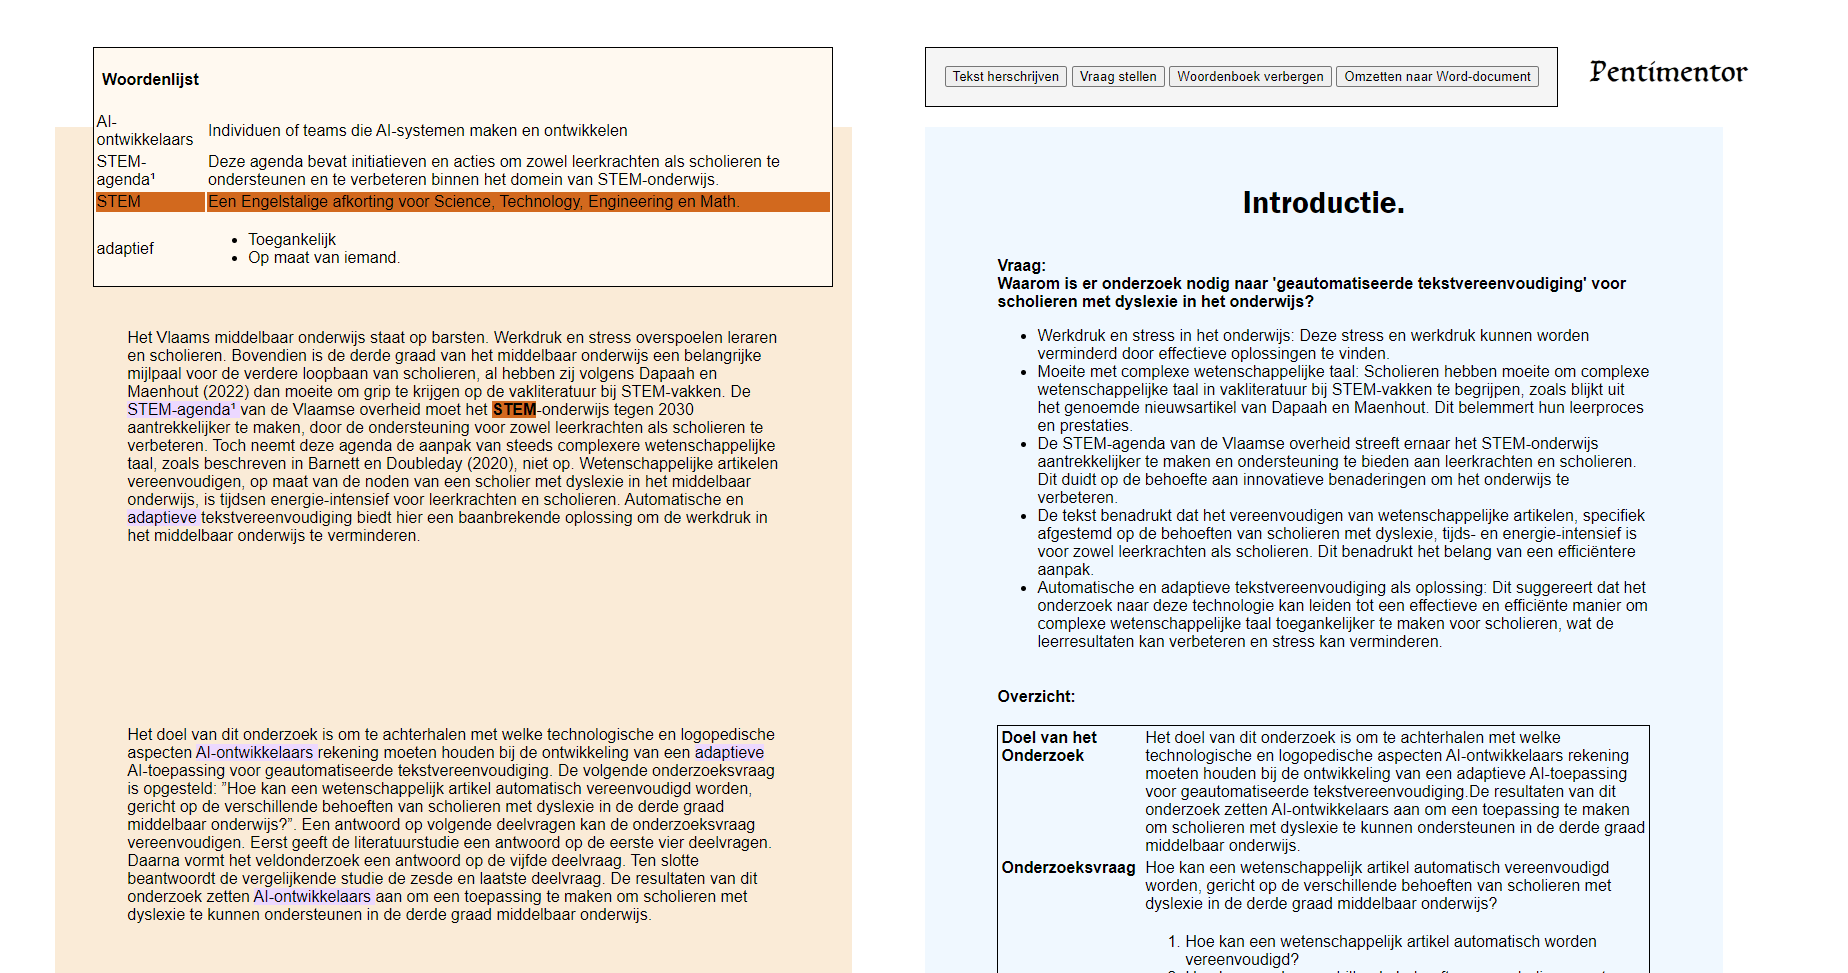 Woordenlijst
AI-
ontwikkelaars
Individuen of teams die AI-systemen maken en ontwikkelen
STEM-
agenda¹
Deze agenda bevat initiatieven en acties om zowel leerkrachten als scholieren te
ondersteunen en te verbeteren binnen het domein van STEM-onderwijs.
STEM
Een Engelstalige afkorting voor Science, Technology, Engineering en Math.
adaptief
• Toegankelijk
• Op maat van iemand.
Het Vlaams middelbaar onderwijs staat op barsten. Werkdruk en stress overspoelen leraren
en scholieren. Bovendien is de derde graad van het middelbaar onderwijs een belangrijke
mijlpaal voor de verdere loopbaan van scholieren, al hebben zij volgens Dapaah en
Maenhout (2022) dan moeite om grip te krijgen op de vakliteratuur bij STEM-vakken. De
STEM-agenda¹ van de Vlaamse overheid moet het STEM-onderwijs tegen 2030
aantrekkelijker te maken, door de ondersteuning voor zowel leerkrachten als scholieren te
verbeteren. Toch neemt deze agenda de aanpak van steeds complexere wetenschappelijke
taal, zoals beschreven in Barnett en Doubleday (2020), niet op. Wetenschappelijke artikelen
vereenvoudigen, op maat van de noden van een scholier met dyslexie in het middelbaar
onderwijs, is tijdsen energie-intensief voor leerkrachten en scholieren. Automatische en
adaptieve tekstvereenvoudiging biedt hier een baanbrekende oplossing om de werkdruk in
het middelbaar onderwijs te verminderen.
Het doel van dit onderzoek is om te achterhalen met welke technologische en logopedische
aspecten AI-ontwikkelaars rekening moeten houden bij de ontwikkeling van een adaptieve
AI-toepassing voor geautomatiseerde tekstvereenvoudiging. De volgende onderzoeksvraag
is opgesteld: ”Hoe kan een wetenschappelijk artikel automatisch vereenvoudigd worden,
gericht op de verschillende behoeften van scholieren met dyslexie in de derde graad
middelbaar onderwijs?”. Een antwoord op volgende deelvragen kan de onderzoeksvraag
vereenvoudigen. Eerst geeft de literatuurstudie een antwoord op de eerste vier deelvragen.
Daarna vormt het veldonderzoek een antwoord op de vijfde deelvraag. Ten slotte
beantwoordt de vergelijkende studie de zesde en laatste deelvraag. De resultaten van dit
onderzoek zetten AI-ontwikkelaars aan om een toepassing te maken om scholieren met
dyslexie te kunnen ondersteunen in de derde graad middelbaar onderwijs.
Tekst herschrijven Vraag stellen Woordenboek verbergen Omzetten naar Word-document
Pentimentor
Introductie.
Vraag:
Waarom is er onderzoek nodig naar 'geautomatiseerde tekstvereenvoudiging' voor
scholieren met dyslexie in het onderwijs?
• Werkdruk en stress in het onderwijs: Deze stress en werkdruk kunnen worden
verminderd door effectieve oplossingen te vinden.
• Moeite met complexe wetenschappelijke taal: Scholieren hebben moeite om complexe
wetenschappelijke taal in vakliteratuur bij STEM-vakken te begrijpen, zoals blijkt uit
het genoemde nieuwsartikel van Dapaah en Maenhout. Dit belemmert hun leerproces
en prestaties.
• De STEM-agenda van de Vlaamse overheid streeft ernaar het STEM-onderwijs
aantrekkelijker te maken en ondersteuning te bieden aan leerkrachten en scholieren.
Dit duidt op de behoefte aan innovatieve benaderingen om het onderwijs te
verbeteren.
• De tekst benadrukt dat het vereenvoudigen van wetenschappelijke artikelen, specifiek
afgestemd op de behoeften van scholieren met dyslexie, tijds- en energie-intensief is
voor zowel leerkrachten als scholieren. Dit benadrukt het belang van een efficiëntere
aanpak.
• Automatische en adaptieve tekstvereenvoudiging als oplossing: Dit suggereert dat het
onderzoek naar deze technologie kan leiden tot een effectieve en efficiënte manier om
complexe wetenschappelijke taal toegankelijker te maken voor scholieren, wat de
leerresultaten kan verbeteren en stress kan verminderen.
Overzicht:
Doel van het
Onderzoek
Het doel van dit onderzoek is om te achterhalen met welke
technologische en logopedische aspecten AI-ontwikkelaars rekening
moeten houden bij de ontwikkeling van een adaptieve AI-toepassing
voor geautomatiseerde tekstvereenvoudiging.De resultaten van dit
onderzoek zetten AI-ontwikkelaars aan om een toepassing te maken
om scholieren met dyslexie te kunnen ondersteunen in de derde graad
middelbaar onderwijs.
Onderzoeksvraag
Hoe kan een wetenschappelijk artikel automatisch vereenvoudigd
worden, gericht op de verschillende behoeften van scholieren met
dyslexie in de derde graad middelbaar onderwijs?
1. Hoe kan een wetenschappelijk artikel automatisch worden
vereenvoudigd?